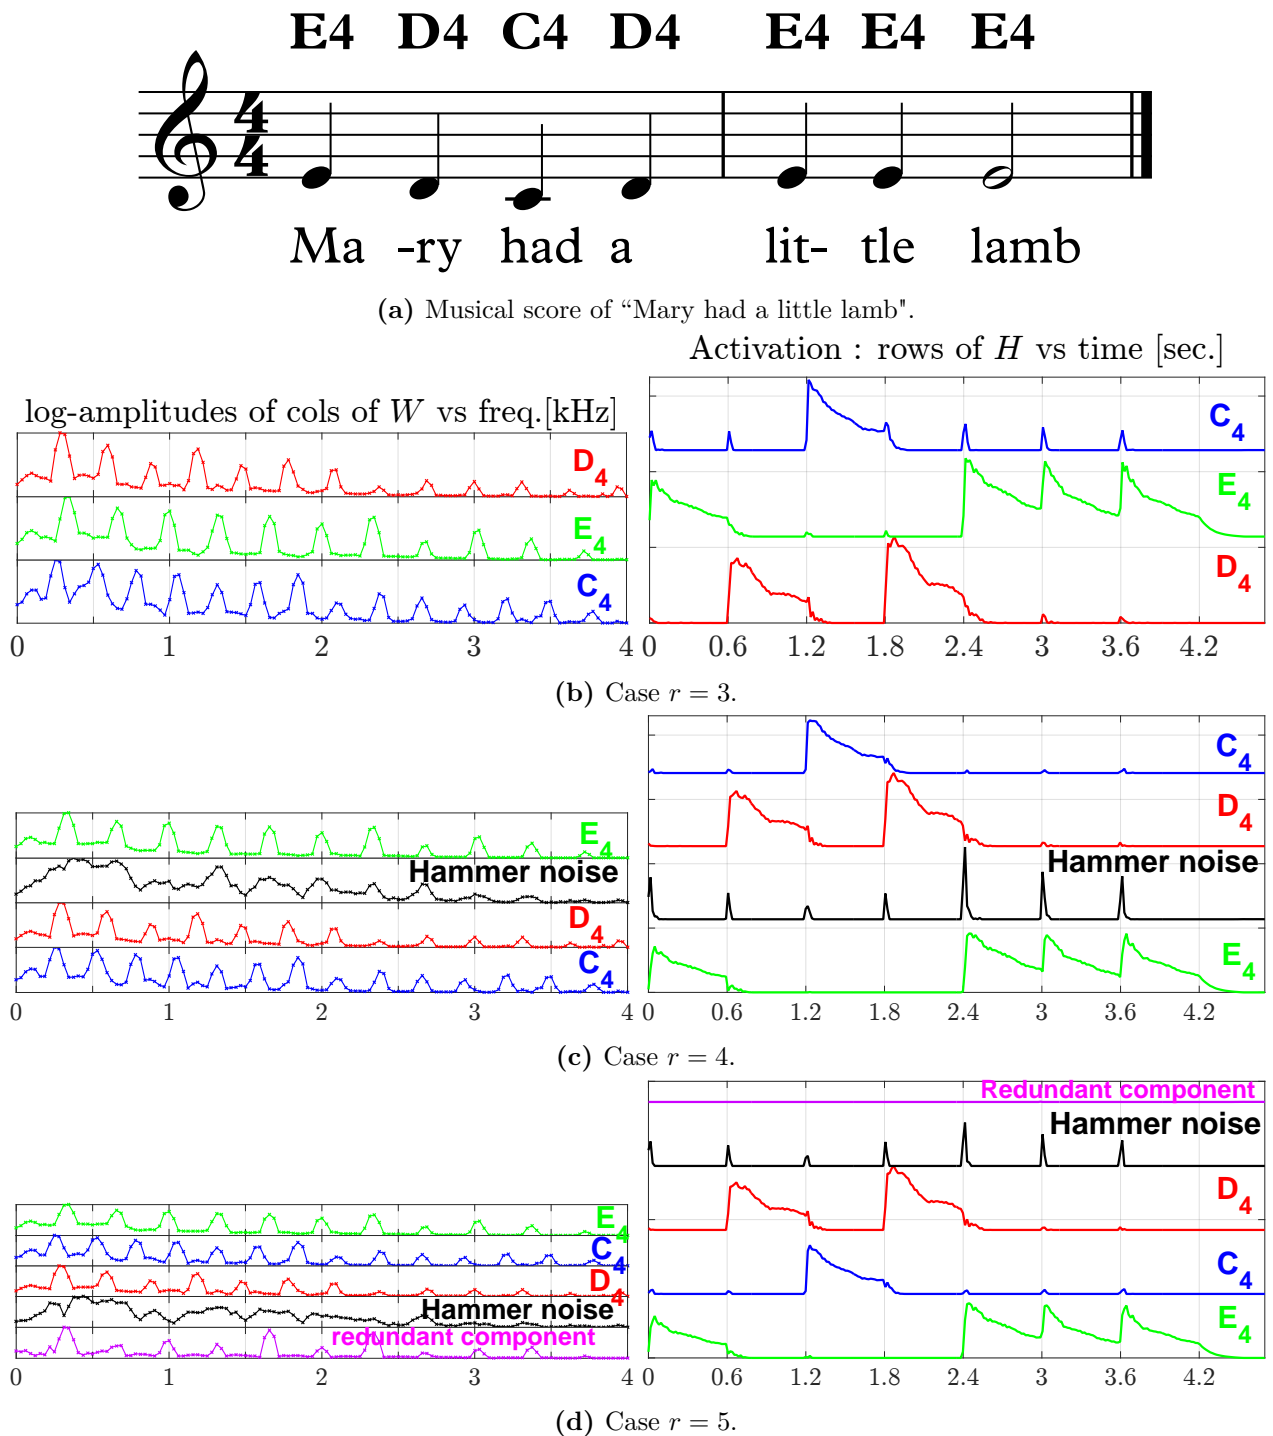 E4 D4 C4 D4 E4 E4 E4
4
4
Ma -ry had a lit- tle lamb
(a) Musical score of “Mary had a little lamb".
Activation : rows of H vs time [sec.]
log-amplitudes of cols of W vs freq.[kHz]
D4
E4
C4
0 1 2 3 4
C4
E4
D4
0 0.6 1.2 1.8 2.4 3 3.6 4.2
(b) Case r = 3.
E4
Hammer noise
D4
C4
0 1 2 3 4
C4
D4
Hammer noise
E4
0 0.6 1.2 1.8 2.4 3 3.6 4.2
(c) Case r = 4.
E4
C4
D4
Hammer noise
redundant component
0 1 2 3 4
Redundant component
Hammer noise
D4
C4
E4
0 0.6 1.2 1.8 2.4 3 3.6 4.2
(d) Case r = 5.